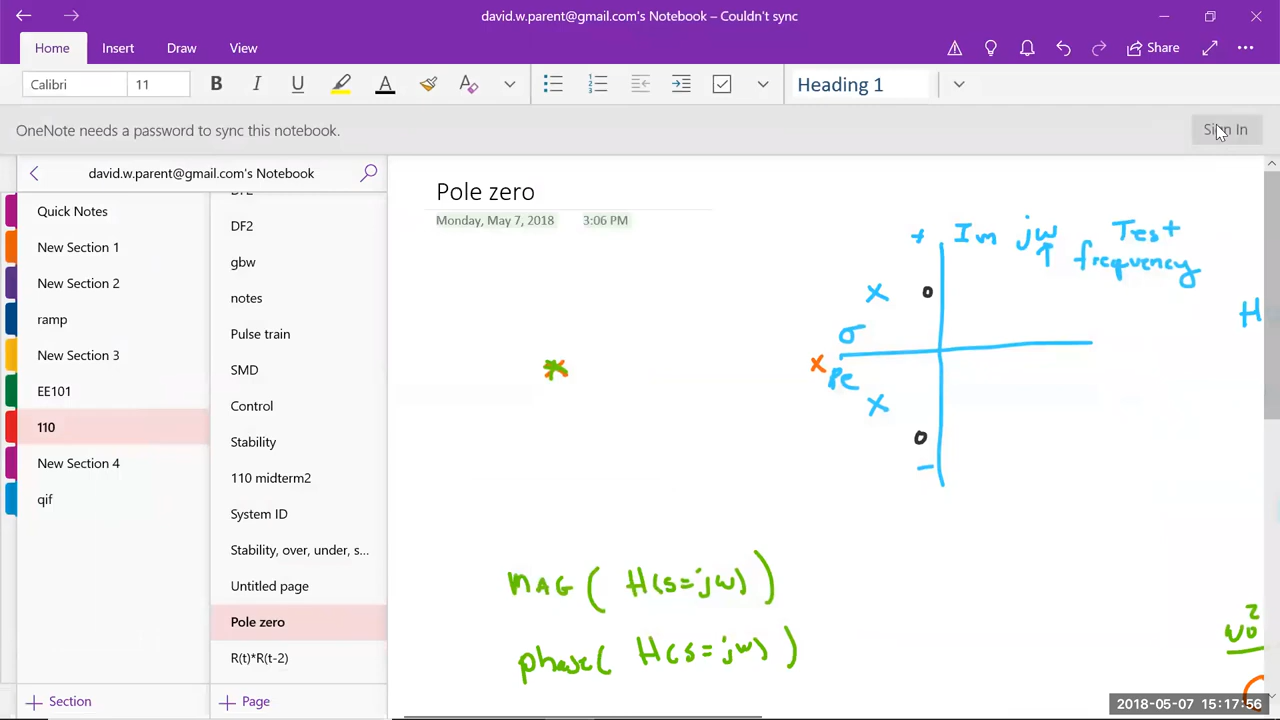 david.w.parent@gmail.com's Notebook – Couldn't sync
Home Insert Draw View
Share
Calibri 11 B I U A Heading 1
OneNote needs a password to sync this notebook.
Sign In
david.w.parent@gmail.com's Notebook
Quick Notes
New Section 1
New Section 2
ramp
New Section 3
EE101
110
New Section 4
qif
Section
DF2
DF2
gbw
notes
Pulse train
SMD
Control
Stability
110 midterm2
System ID
Stability, over, under, s...
Untitled page
Pole zero
R(t)*R(t-2)
Page
Pole zero
Monday, May 7, 2018 3:06 PM
+ Im jw Test
frequency
X o
σ
H
X
X
o
–
MAG ( H(s=jw) )
phase( H(s=jw) )
2018-05-07 15:17:56